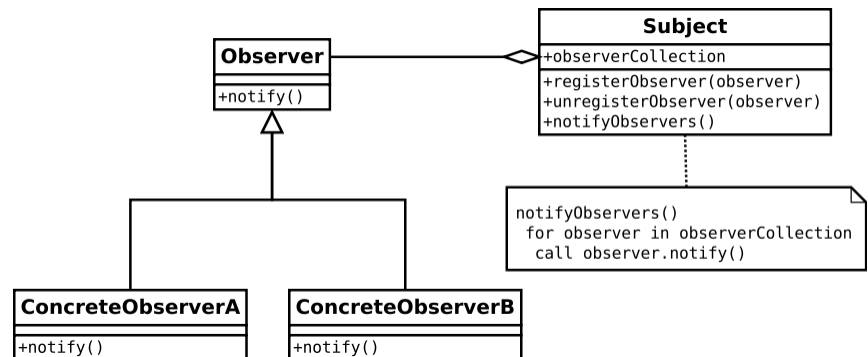 Subject
+observerCollection
+registerObserver(observer)
+unregisterObserver(observer)
+notifyObservers()
Observer
+notify()
notifyObservers()
for observer in observerCollection
call observer.notify()
ConcreteObserverA
+notify()
ConcreteObserverB
+notify()